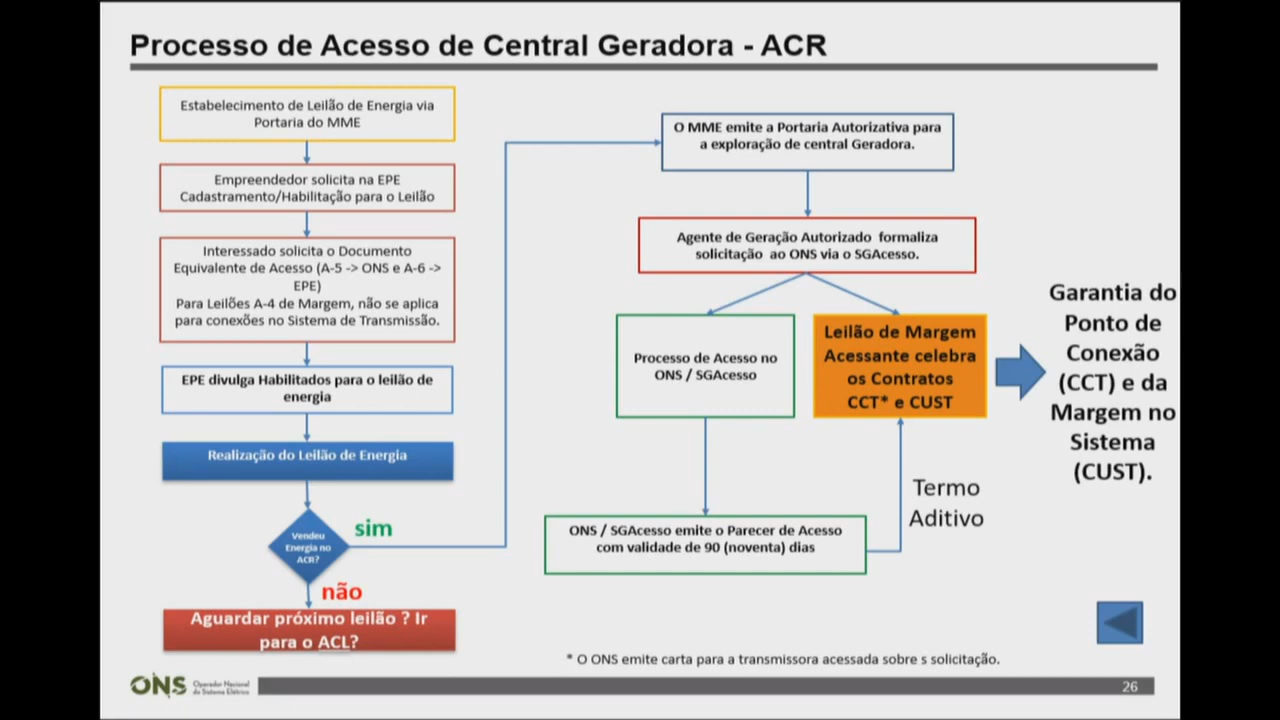 Processo de Acesso de Central Geradora - ACR
Estabelecimento de Leilão de Energia via
Portaria do MME
Empreendedor solicita na EPE
Cadastramento/Habilitação para o Leilão
Interessado solicita o Documento
Equivalente de Acesso (A-5 -> ONS e A-6 ->
EPE)
Para Leilões A-4 de Margem, não se aplica
para conexões no Sistema de Transmissão.
EPE divulga Habilitados para o leilão de
energia
Realização do Leilão de Energia
Vendeu
Energia no
ACR?
sim
não
Aguardar próximo leilão ? Ir
para o ACL?
O MME emite a Portaria Autorizativa para
a exploração de central Geradora.
Agente de Geração Autorizado formaliza
solicitação ao ONS via o SGAcesso.
Processo de Acesso no
ONS / SGAcesso
Leilão de Margem
Acessante celebra
os Contratos
CCT* e CUST
Garantia do
Ponto de
Conexão
(CCT) e da
Margem no
Sistema
(CUST).
Termo
Aditivo
ONS / SGAcesso emite o Parecer de Acesso
com validade de 90 (noventa) dias
* O ONS emite carta para a transmissora acessada sobre s solicitação.
ONS
Operador Nacional
do Sistema Elétrico
26